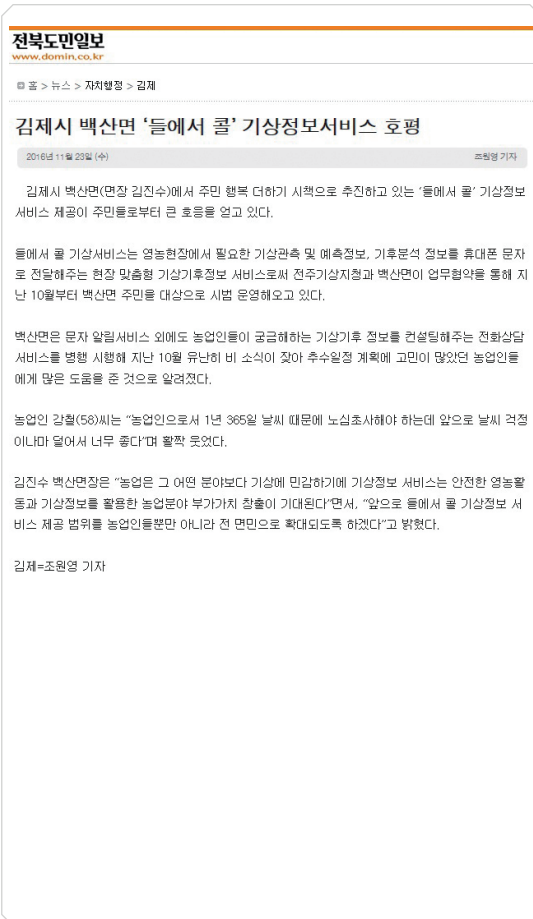 전북도민일보
www.domin.co.kr
홈 > 뉴스 > 자치행정 > 김제
김제시 백산면 ‘들에서 콜’ 기상정보서비스 호평
2016년 11월 23일 (수) 조원영 기자
김제시 백산면(면장 김진수)에서 주민 행복 더하기 시책으로 추진하고 있는 ‘들에서 콜’ 기상정보
서비스 제공이 주민들로부터 큰 호응을 얻고 있다.
들에서 콜 기상서비스는 영농현장에서 필요한 기상관측 및 예측정보, 기후분석 정보를 휴대폰 문자
로 전달해주는 현장 맞춤형 기상기후정보 서비스로써 전주기상지청과 백산면이 업무협약을 통해 지
난 10월부터 백산면 주민을 대상으로 시범 운영해오고 있다.
백산면은 문자 알림서비스 외에도 농업인들이 궁금해하는 기상기후 정보를 컨설팅해주는 전화상담
서비스를 병행 시행해 지난 10월 유난히 비 소식이 잦아 추수일정 계획에 고민이 많았던 농업인들
에게 많은 도움을 준 것으로 알려졌다.
농업인 강철(58)씨는 “농업인으로서 1년 365일 날씨 때문에 노심초사해야 하는데 앞으로 날씨 걱정
이나마 덜어서 너무 좋다”며 활짝 웃었다.
김진수 백산면장은 “농업은 그 어떤 분야보다 기상에 민감하기에 기상정보 서비스는 안전한 영농활
동과 기상정보를 활용한 농업분야 부가가치 창출이 기대된다”면서, “앞으로 들에서 콜 기상정보 서
비스 제공 범위를 농업인들뿐만 아니라 전 면민으로 확대되도록 하겠다”고 밝혔다.
김제=조원영 기자